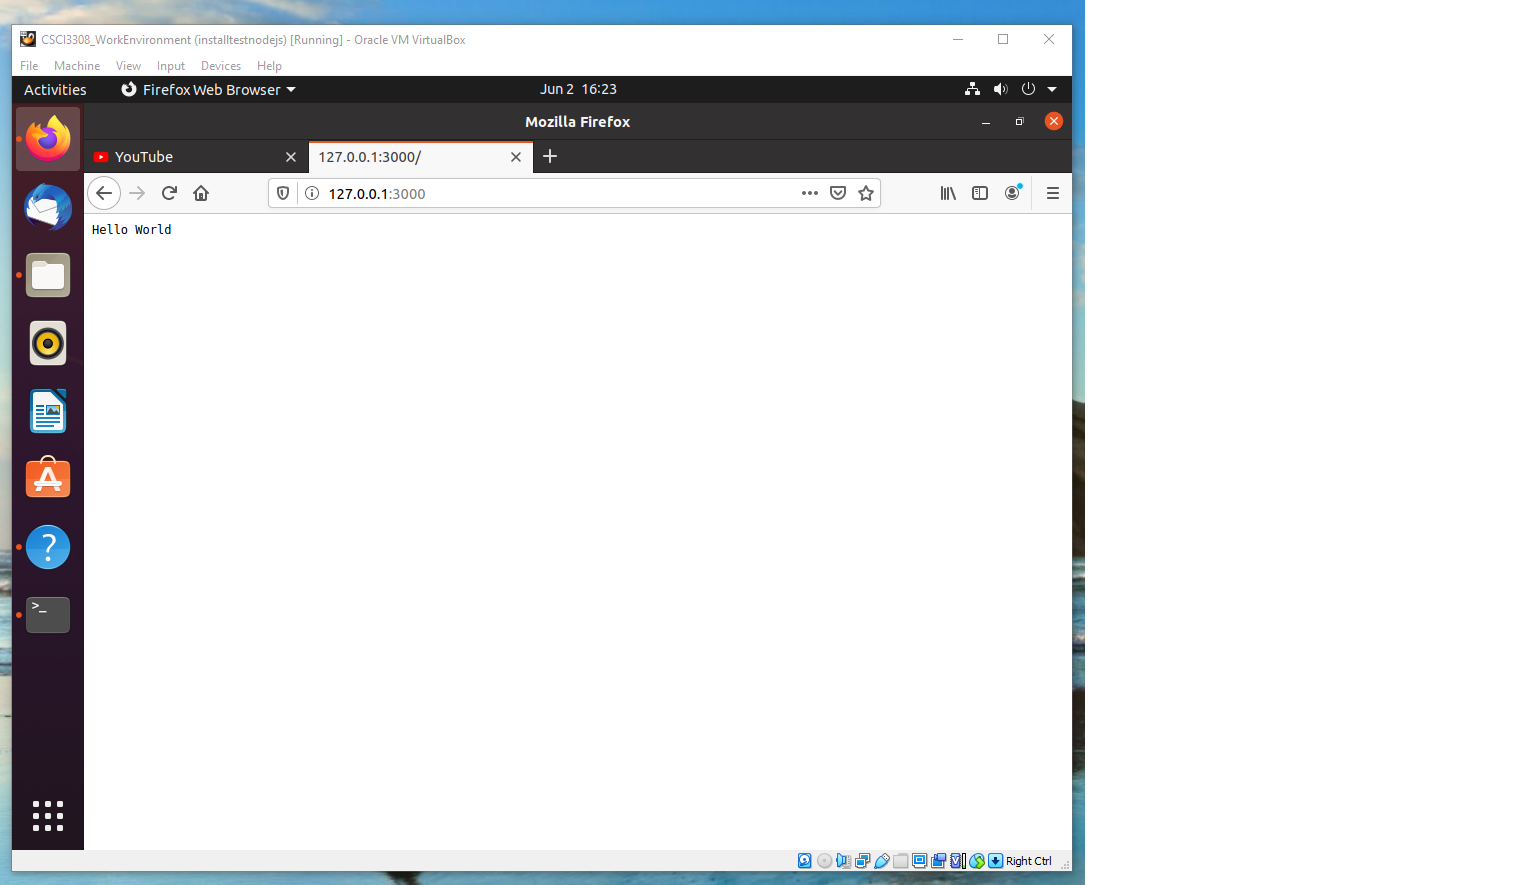 CSCI3308_WorkEnvironment (installtestnodejs) [Running] - Oracle VM VirtualBox
File Machine View Input Devices Help
Activities Firefox Web Browser Jun 2 16:23
Mozilla Firefox
YouTube 127.0.0.1:3000/
127.0.0.1:3000
Hello World
>_
Right Ctrl